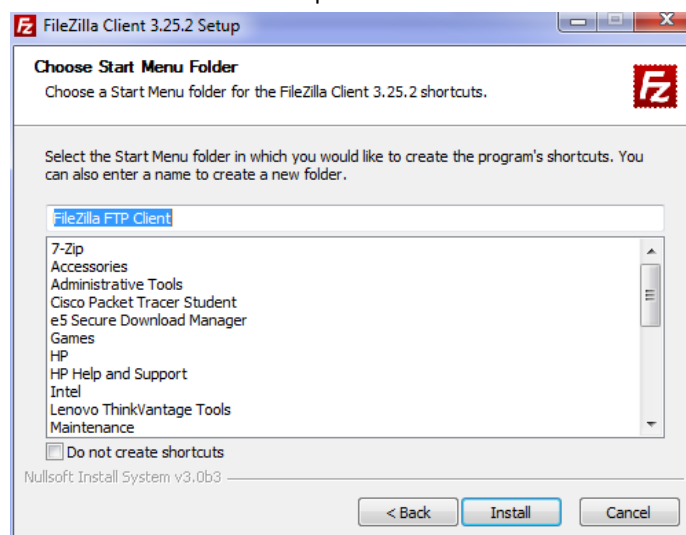 FileZilla Client 3.25.2 Setup
Choose Start Menu Folder
Choose a Start Menu folder for the FileZilla Client 3.25.2 shortcuts.
Fz
Select the Start Menu folder in which you would like to create the program's shortcuts. You
can also enter a name to create a new folder.
FileZilla FTP Client
7-Zip
Accessories
Administrative Tools
Cisco Packet Tracer Student
e5 Secure Download Manager
Games
HP
HP Help and Support
Intel
Lenovo ThinkVantage Tools
Maintenance
Do not create shortcuts
Nullsoft Install System v3.0b3
< Back
Install
Cancel